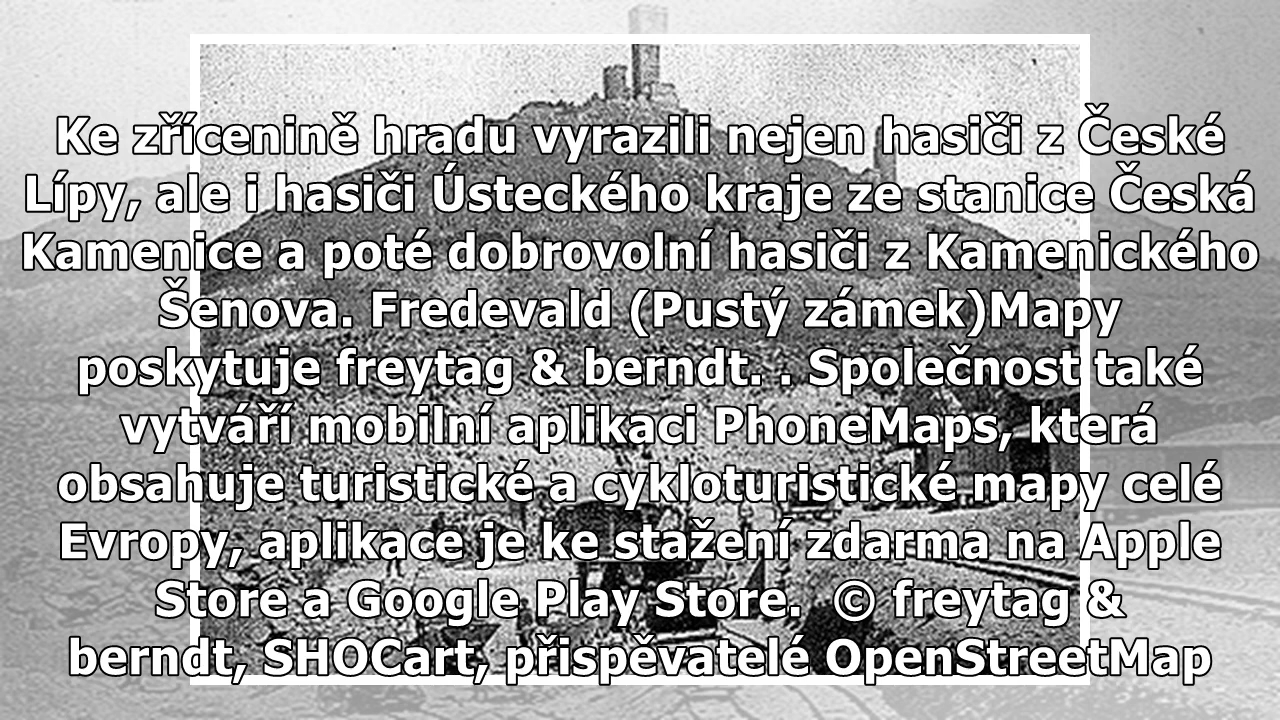 Ke zřícenině hradu vyrazili nejen hasiči z České
Lípy, ale i hasiči Ústeckého kraje ze stanice Česká
Kamenice a poté dobrovolní hasiči z Kamenického
Šenova. Fredevald (Pustý zámek)Mapy
poskytuje freytag & berndt. . Společnost také
vytváří mobilní aplikaci PhoneMaps, která
obsahuje turistické a cykloturistické mapy celé
Evropy, aplikace je ke stažení zdarma na Apple
Store a Google Play Store.  © freytag &
berndt, SHOCart, přispěvatelé OpenStreetMap